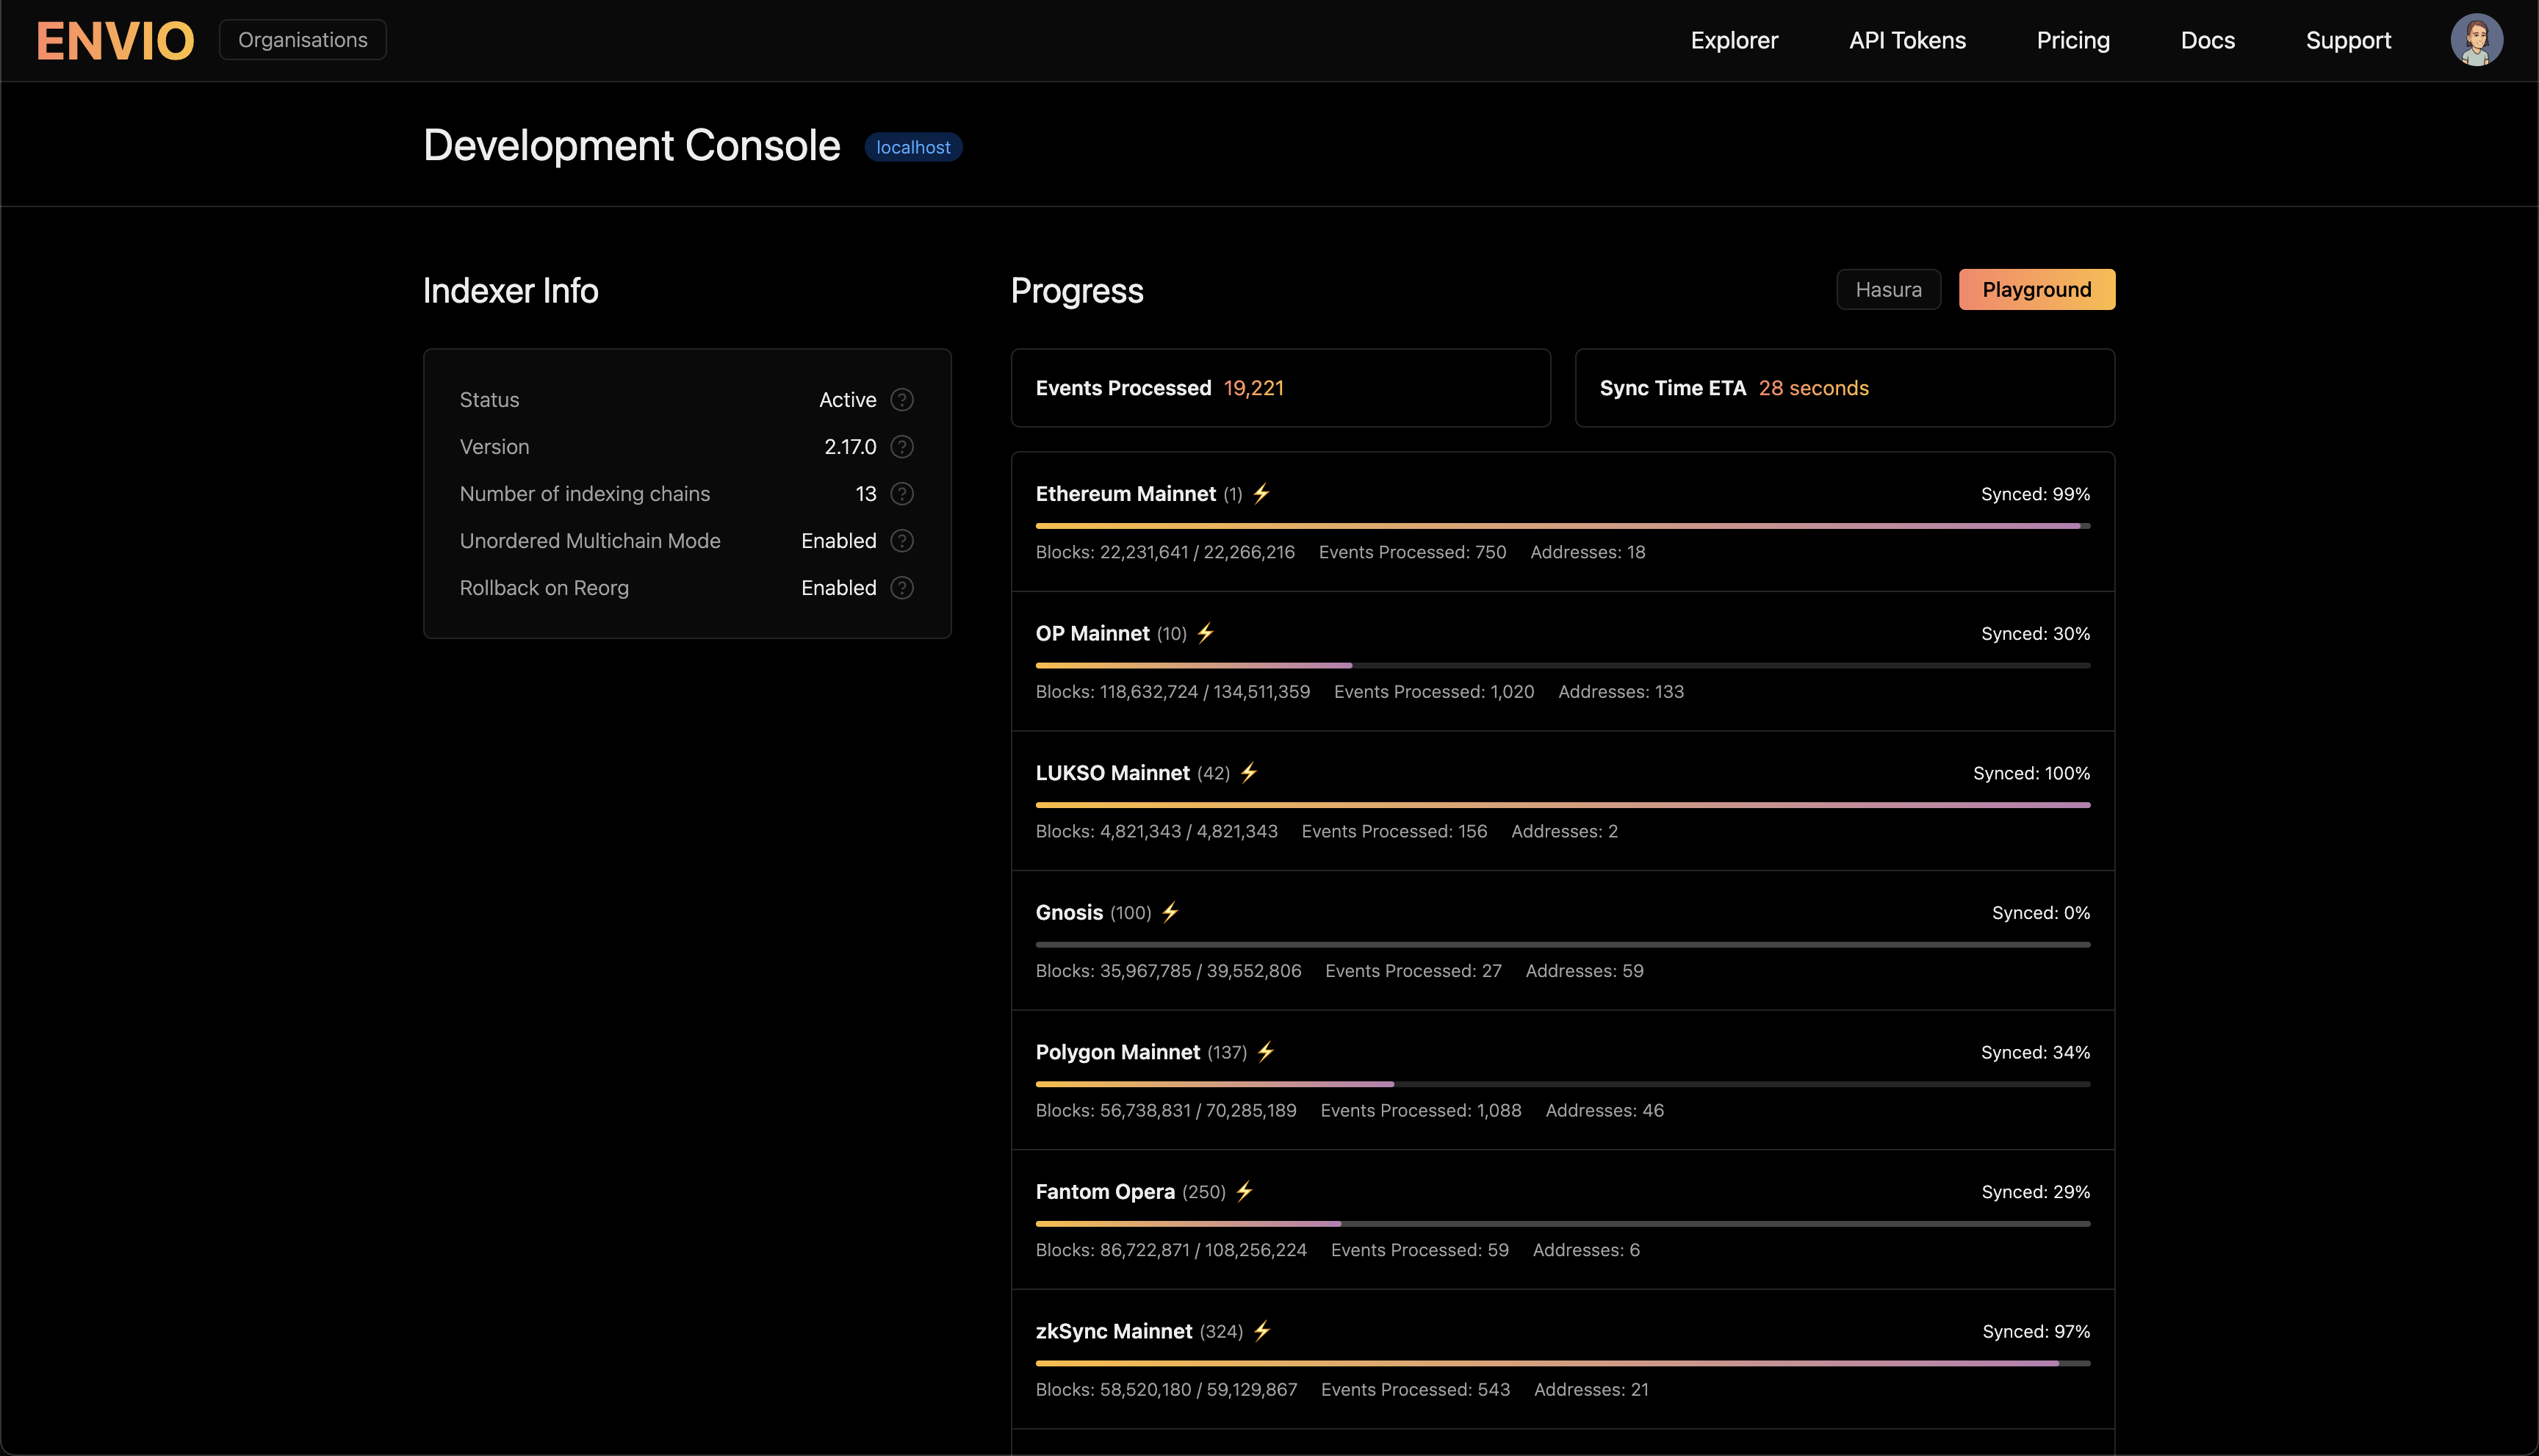 ENVIO Organisations Explorer API Tokens Pricing Docs Support
Development Console localhost
Indexer Info
Status Active ?
Version 2.17.0 ?
Number of indexing chains 13 ?
Unordered Multichain Mode Enabled ?
Rollback on Reorg Enabled ?
Progress Hasura Playground
Events Processed 19,221
Sync Time ETA 28 seconds
Ethereum Mainnet (1) ⚡ Synced: 99%
Blocks: 22,231,641 / 22,266,216 Events Processed: 750 Addresses: 18
OP Mainnet (10) ⚡ Synced: 30%
Blocks: 118,632,724 / 134,511,359 Events Processed: 1,020 Addresses: 133
LUKSO Mainnet (42) ⚡ Synced: 100%
Blocks: 4,821,343 / 4,821,343 Events Processed: 156 Addresses: 2
Gnosis (100) ⚡ Synced: 0%
Blocks: 35,967,785 / 39,552,806 Events Processed: 27 Addresses: 59
Polygon Mainnet (137) ⚡ Synced: 34%
Blocks: 56,738,831 / 70,285,189 Events Processed: 1,088 Addresses: 46
Fantom Opera (250) ⚡ Synced: 29%
Blocks: 86,722,871 / 108,256,224 Events Processed: 59 Addresses: 6
zkSync Mainnet (324) ⚡ Synced: 97%
Blocks: 58,520,180 / 59,129,867 Events Processed: 543 Addresses: 21